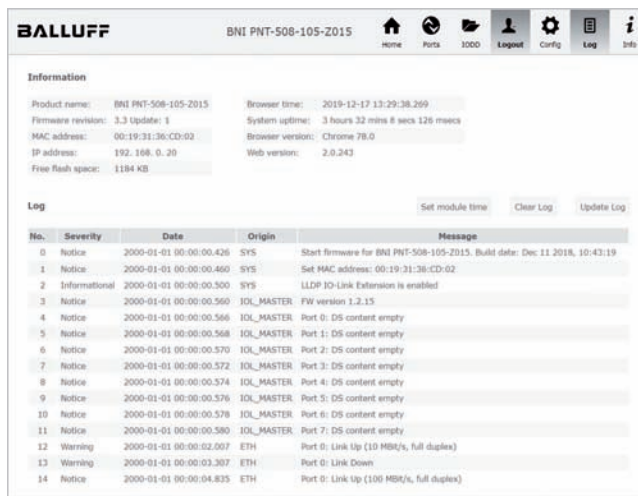 BALLUFF
BNI PNT-508-105-Z015
Home Ports IODD Logout Config Log Info
Information
Product name: BNI PNT-508-105-Z015 Browser time: 2019-12-17 13:29:38.269
Firmware revision: 3.3 Update: 1 System uptime: 3 hours 32 mins 8 secs 126 msecs
MAC address: 00:19:31:36:CD:02 Browser version: Chrome 78.0
IP address: 192. 168. 0. 20 Web version: 2.0.243
Free flash space: 1184 KB
Log Set module time Clear Log Update Log
No. Severity Date Origin Message
0 Notice 2000-01-01 00:00:00.426 SYS Start firmware for BNI PNT-508-105-Z015. Build date: Dec 11 2018, 10:43:19
1 Notice 2000-01-01 00:00:00.460 SYS Set MAC address: 00:19:31:36:CD:02
2 Informational 2000-01-01 00:00:00.500 SYS LLDP IO-Link Extension is enabled
3 Notice 2000-01-01 00:00:00.560 IOL_MASTER FW version 1.2.15
4 Notice 2000-01-01 00:00:00.566 IOL_MASTER Port 0: DS content empty
5 Notice 2000-01-01 00:00:00.568 IOL_MASTER Port 1: DS content empty
6 Notice 2000-01-01 00:00:00.570 IOL_MASTER Port 2: DS content empty
7 Notice 2000-01-01 00:00:00.572 IOL_MASTER Port 3: DS content empty
8 Notice 2000-01-01 00:00:00.574 IOL_MASTER Port 4: DS content empty
9 Notice 2000-01-01 00:00:00.576 IOL_MASTER Port 5: DS content empty
10 Notice 2000-01-01 00:00:00.578 IOL_MASTER Port 6: DS content empty
11 Notice 2000-01-01 00:00:00.580 IOL_MASTER Port 7: DS content empty
12 Warning 2000-01-01 00:00:02.007 ETH Port 0: Link Up (10 MBit/s, full duplex)
13 Warning 2000-01-01 00:00:03.307 ETH Port 0: Link Down
14 Notice 2000-01-01 00:00:04.835 ETH Port 0: Link Up (100 MBit/s, full duplex)